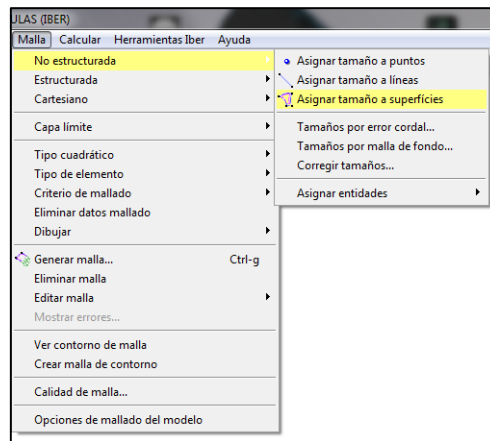 ULAS (IBER)
Malla Calcular Herramientas Iber Ayuda
No estructurada
Estructurada
Cartesiano
Capa límite
Tipo cuadrático
Tipo de elemento
Criterio de mallado
Eliminar datos mallado
Dibujar
Generar malla... Ctrl-g
Eliminar malla
Editar malla
Mostrar errores...
Ver contorno de malla
Crear malla de contorno
Calidad de malla...
Opciones de mallado del modelo
Asignar tamaño a puntos
Asignar tamaño a líneas
Asignar tamaño a superfícies
Tamaños por error cordal...
Tamaños por malla de fondo...
Corregir tamaños...
Asignar entidades